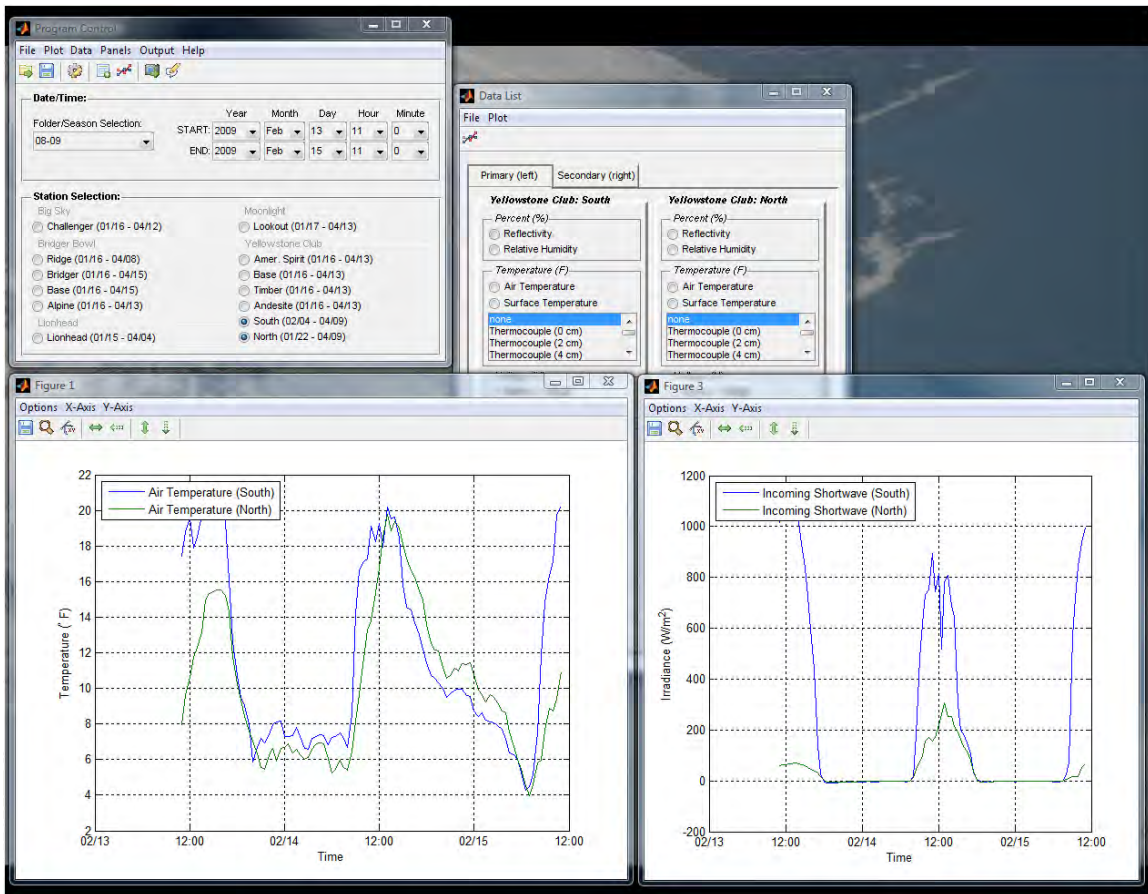 Program Control
File Plot Data Panels Output Help
Date/Time:
Folder/Season Selection:
08-09
Year Month Day Hour Minute
START: 2009 Feb 13 11 0
END: 2009 Feb 15 11 0
Station Selection:
Big Sky
Challenger (01/16 - 04/12)
Bridger Bowl
Ridge (01/16 - 04/08)
Bridger (01/16 - 04/15)
Base (01/16 - 04/15)
Alpine (01/16 - 04/13)
Lionhead
Lionhead (01/15 - 04/04)
Moonlight
Lookout (01/17 - 04/13)
Yellowstone Club
Amer. Spirit (01/16 - 04/13)
Base (01/16 - 04/13)
Timber (01/16 - 04/13)
Andesite (01/16 - 04/13)
South (02/04 - 04/09)
North (01/22 - 04/09)
Data List
File Plot
Primary (left) Secondary (right)
Yellowstone Club: South
Percent (%)
Reflectivity
Relative Humidity
Temperature (F)
Air Temperature
Surface Temperature
none
Thermocouple (0 cm)
Thermocouple (2 cm)
Thermocouple (4 cm)
Yellowstone Club: North
Percent (%)
Reflectivity
Relative Humidity
Temperature (F)
Air Temperature
Surface Temperature
none
Thermocouple (0 cm)
Thermocouple (2 cm)
Thermocouple (4 cm)
Figure 1
Options X-Axis Y-Axis
Air Temperature (South)
Air Temperature (North)
Temperature (° F)
22
20
18
16
14
12
10
8
6
4
2
02/13 12:00 02/14 12:00 02/15 12:00
Time
Figure 3
Options X-Axis Y-Axis
Incoming Shortwave (South)
Incoming Shortwave (North)
Irradiance (W/m²)
1200
1000
800
600
400
200
0
-200
02/13 12:00 02/14 12:00 02/15 12:00
Time